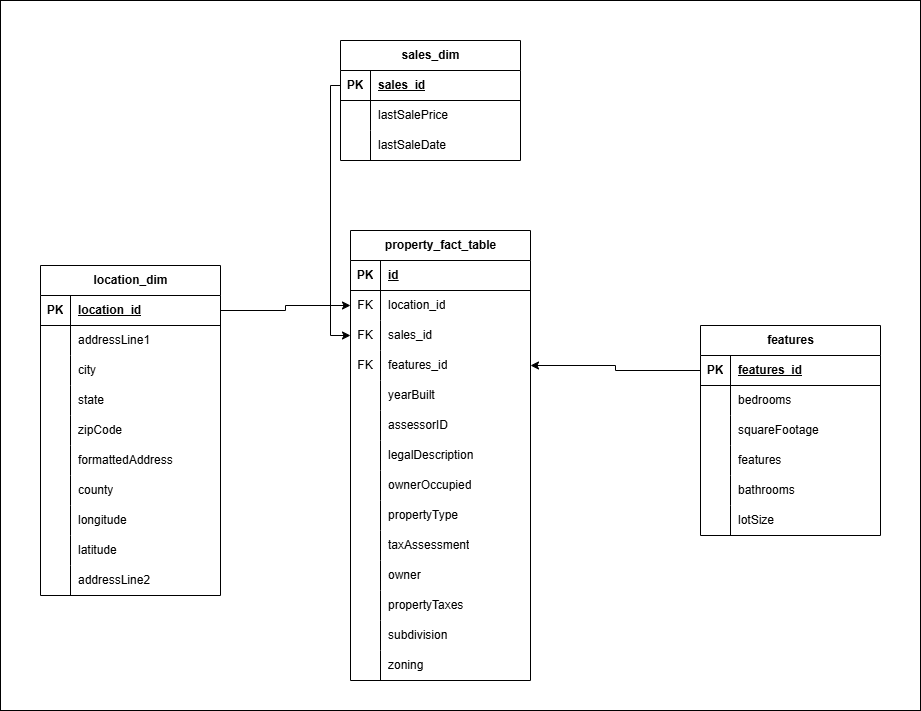 sales_dim
PK sales_id
lastSalePrice
lastSaleDate
property_fact_table
PK id
FK location_id
FK sales_id
FK features_id
yearBuilt
assessorID
legalDescription
ownerOccupied
propertyType
taxAssessment
owner
propertyTaxes
subdivision
zoning
location_dim
PK location_id
addressLine1
city
state
zipCode
formattedAddress
county
longitude
latitude
addressLine2
features
PK features_id
bedrooms
squareFootage
features
bathrooms
lotSize